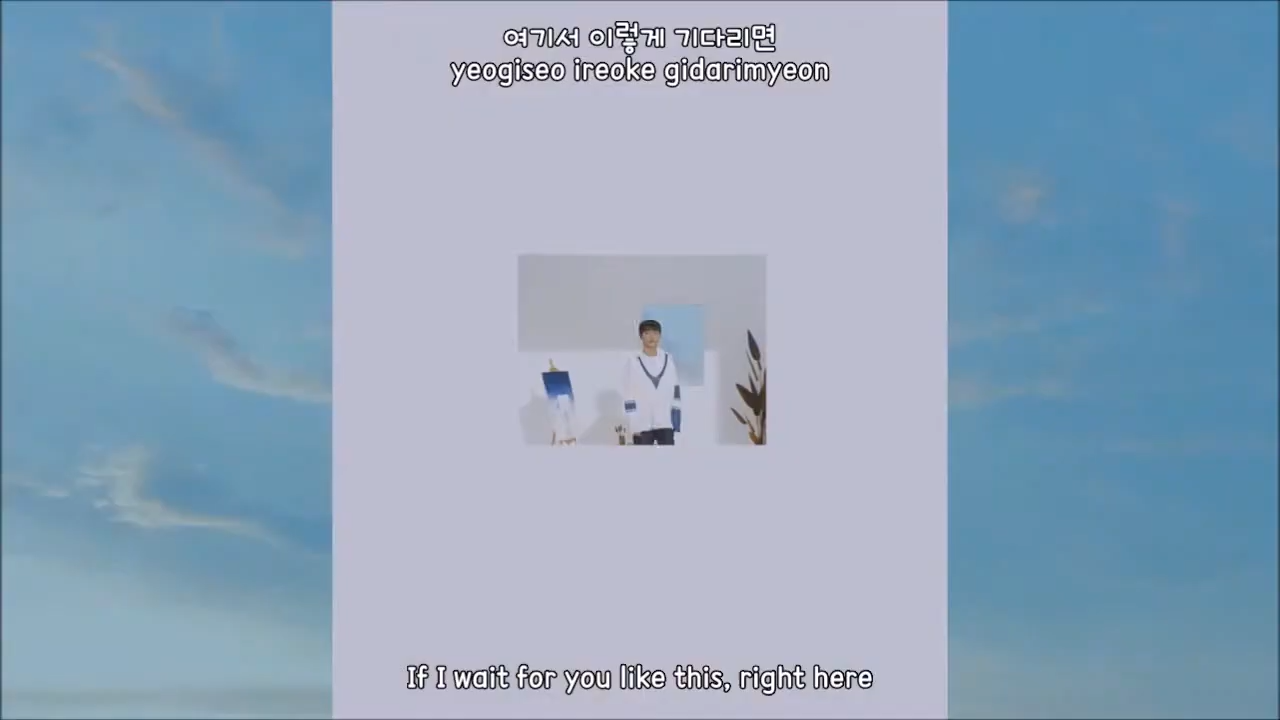 여기서 이렇게 기다리면
yeogiseo ireoke gidarimyeon
If I wait for you like this, right here